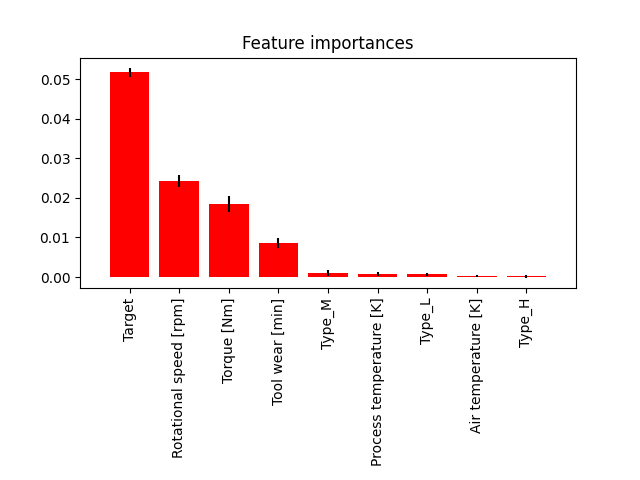 Feature importances
0.05
0.04
0.03
0.02
0.01
0.00
Target
Rotational speed [rpm]
Torque [Nm]
Tool wear [min]
Type_M
Process temperature [K]
Type_L
Air temperature [K]
Type_H